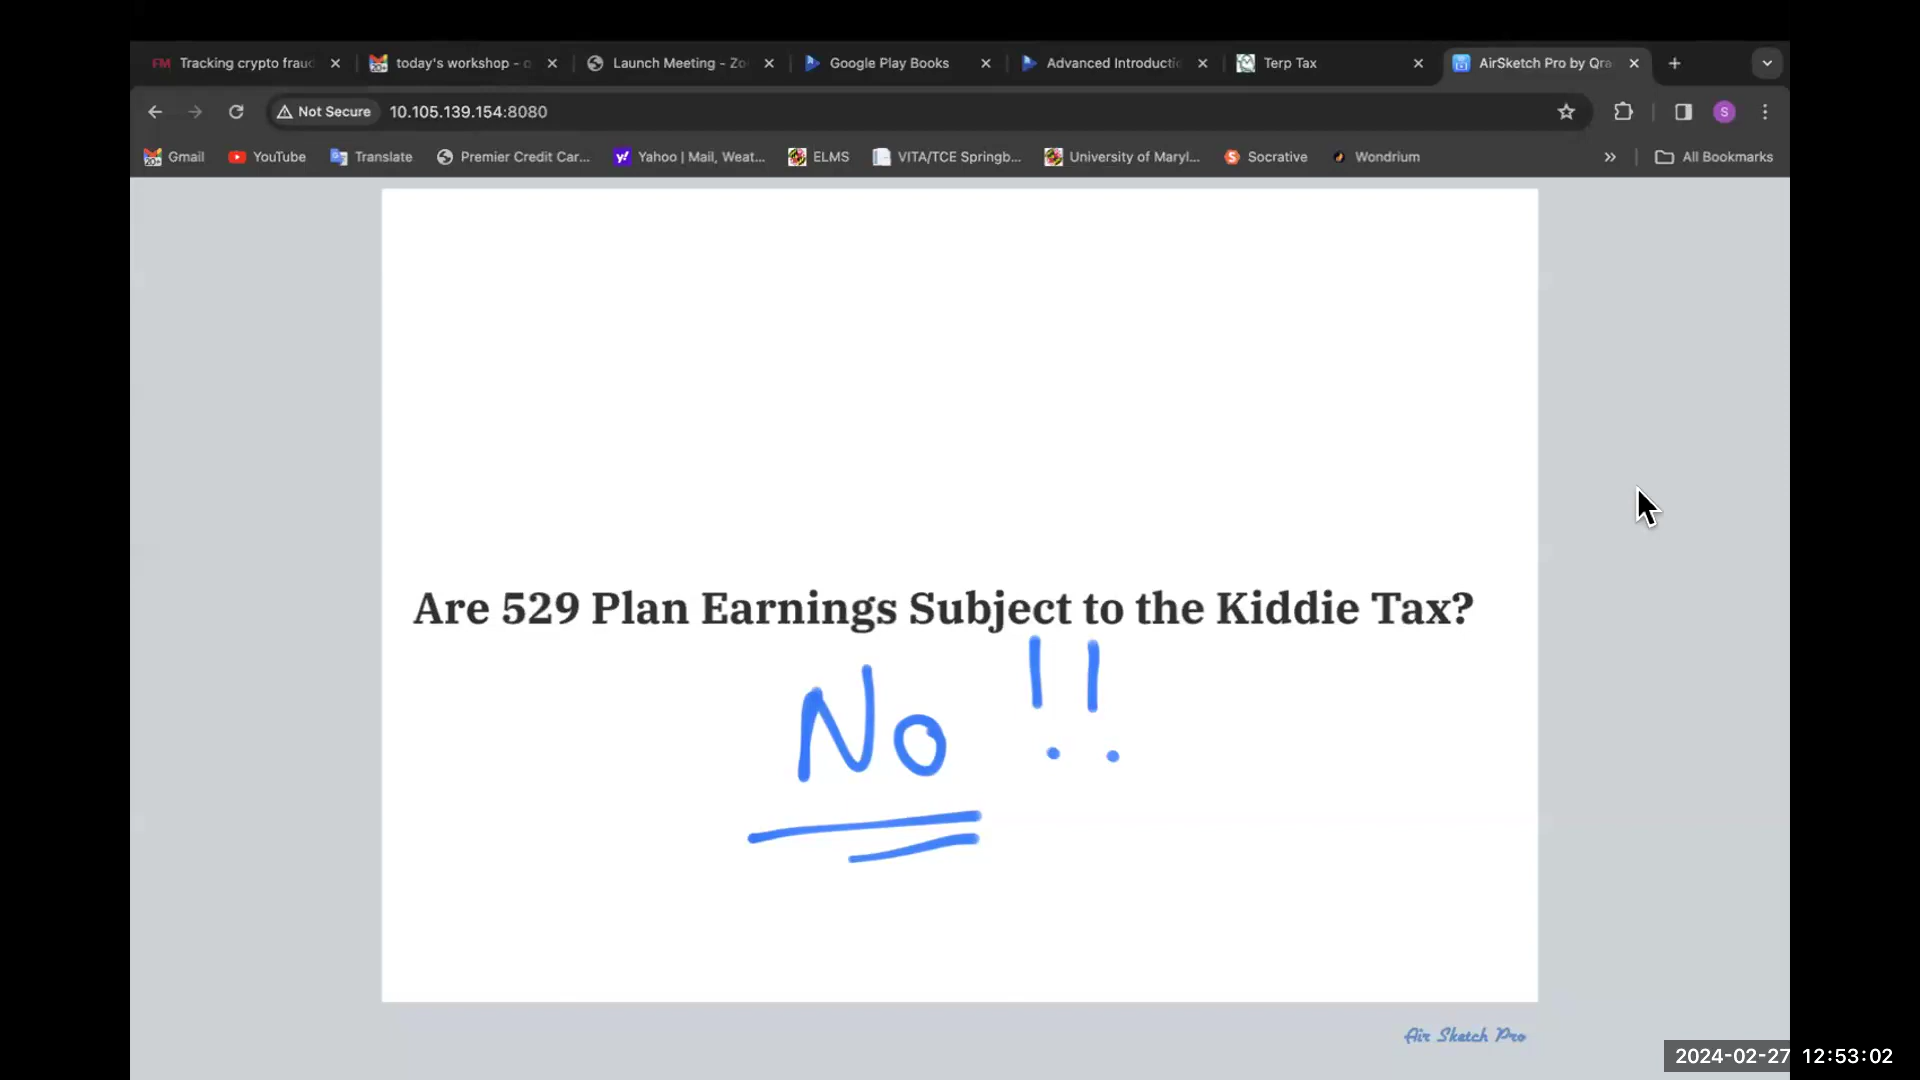 FM Tracking crypto fraud today's workshop - o Launch Meeting - Zo Google Play Books Advanced Introducti Terp Tax AirSketch Pro by Qra
Not Secure 10.105.139.154:8080 S
Gmail YouTube Translate Premier Credit Car... Yahoo | Mail, Weat... ELMS VITA/TCE Springb... University of Maryl... Socrative Wondrium » All Bookmarks
Are 529 Plan Earnings Subject to the Kiddie Tax?
No !!
Air Sketch Pro
2024-02-27 12:53:02